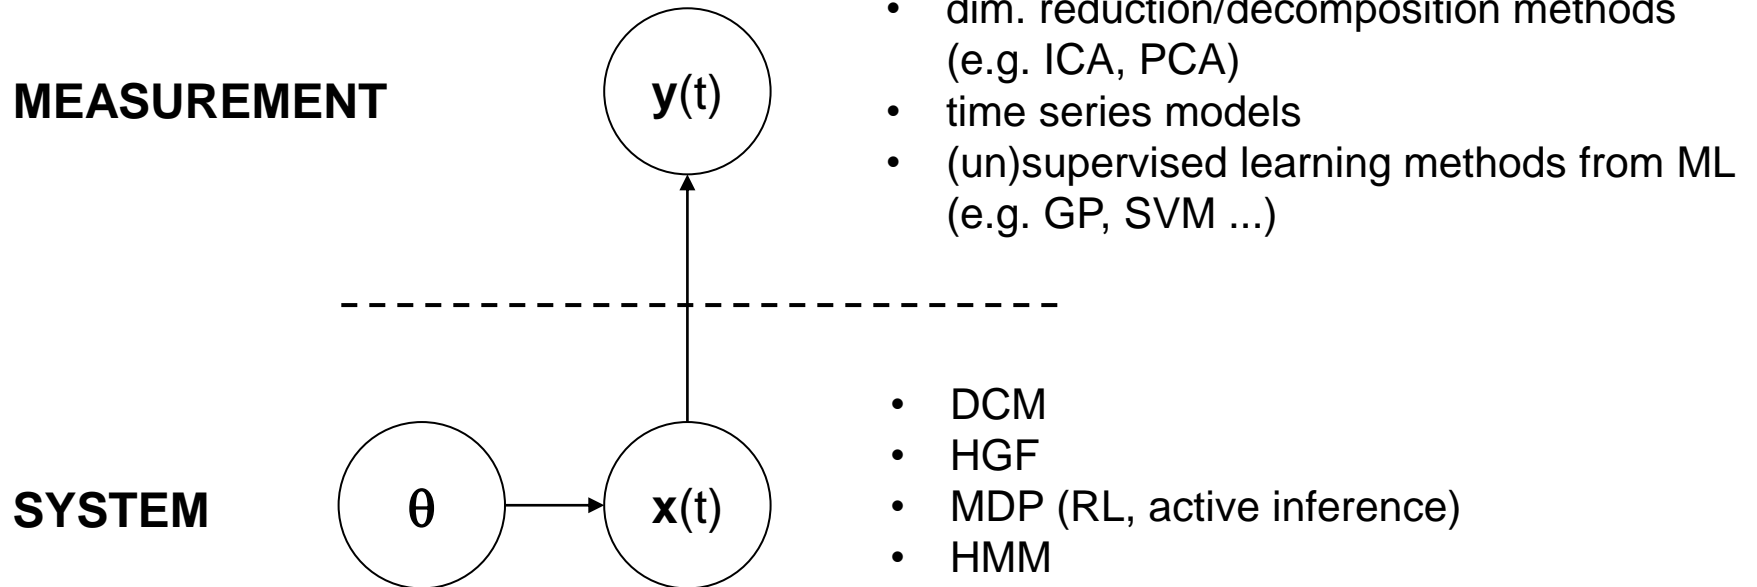 • dim. reduction/decomposition methods
(e.g. ICA, PCA)
• time series models
• (un)supervised learning methods from ML
(e.g. GP, SVM ...)
MEASUREMENT
y(t)
• DCM
• HGF
• MDP (RL, active inference)
• HMM
SYSTEM
θ
x(t)